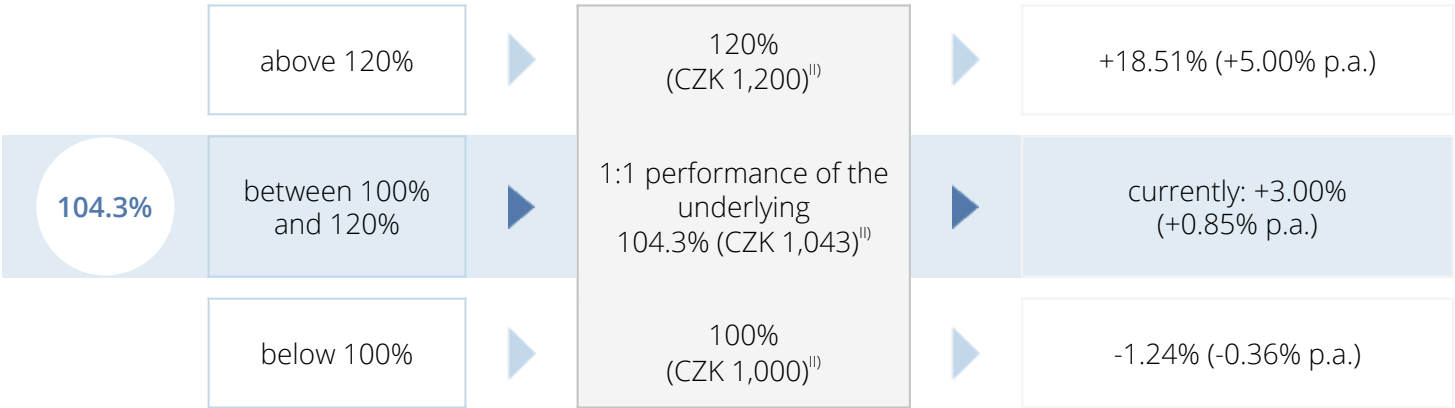 above 120%
120%
(CZK 1,200)II)
+18.51% (+5.00% p.a.)
104.3%
between 100%
and 120%
1:1 performance of the
underlying
104.3% (CZK 1,043)II)
currently: +3.00%
(+0.85% p.a.)
below 100%
100%
(CZK 1,000)II)
-1.24% (-0.36% p.a.)